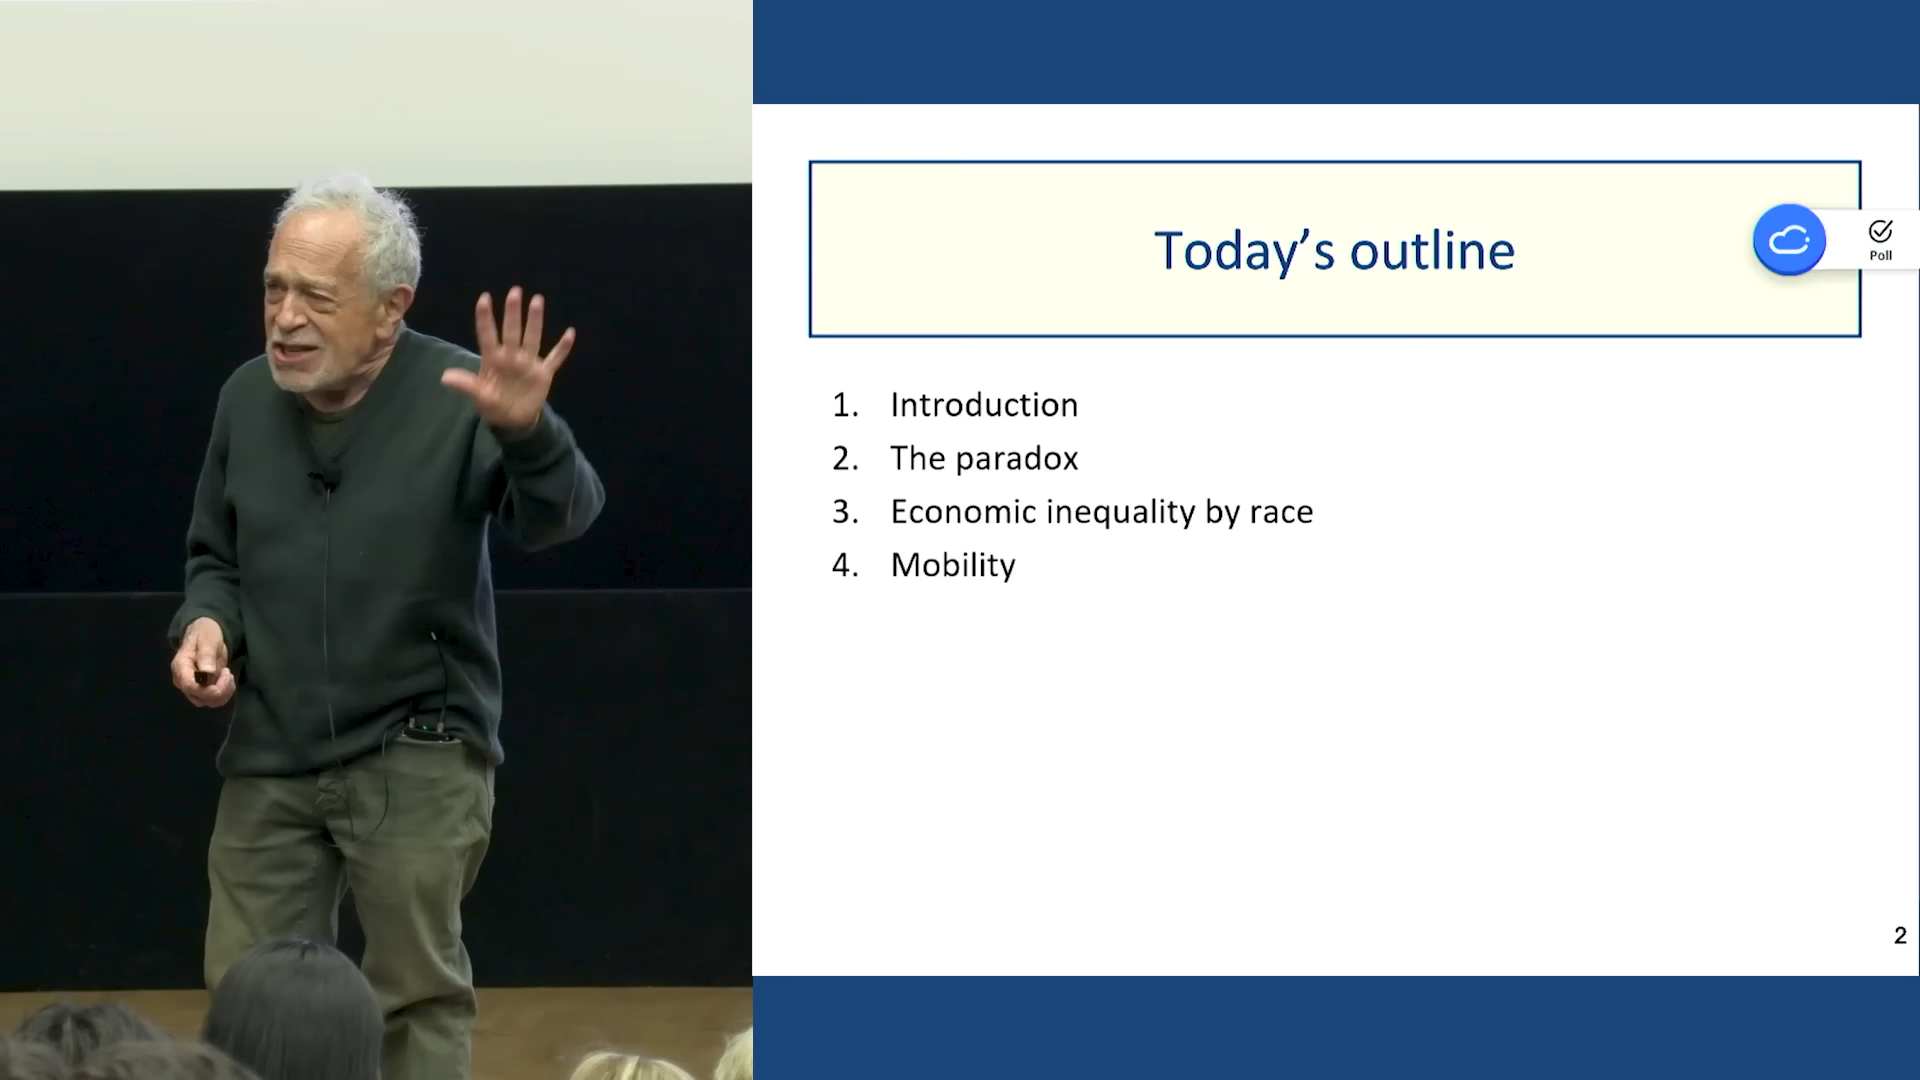 Today’s outline
Poll
1. Introduction
2. The paradox
3. Economic inequality by race
4. Mobility
2